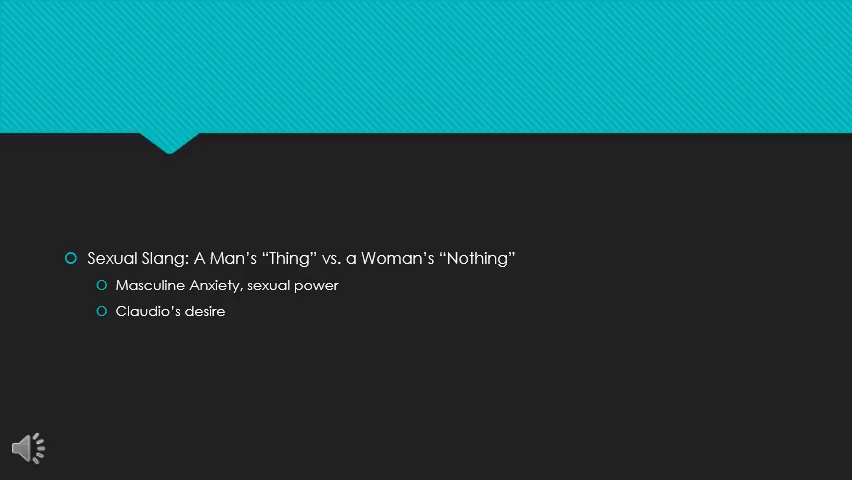 Sexual Slang: A Man’s “Thing” vs. a Woman’s “Nothing”
Masculine Anxiety, sexual power
Claudio’s desire